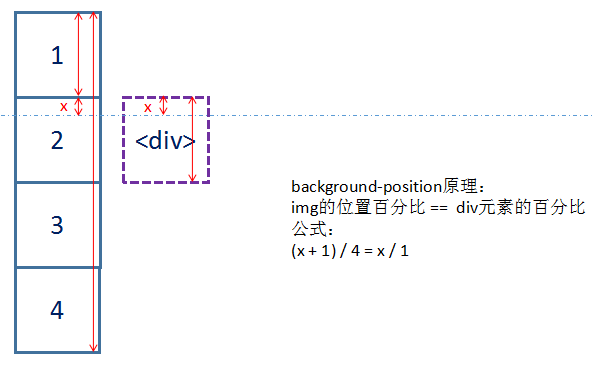 1
x
x
2
<div>
background-position原理：
img的位置百分比 == div元素的百分比
公式：
(x + 1) / 4 = x / 1
3
4